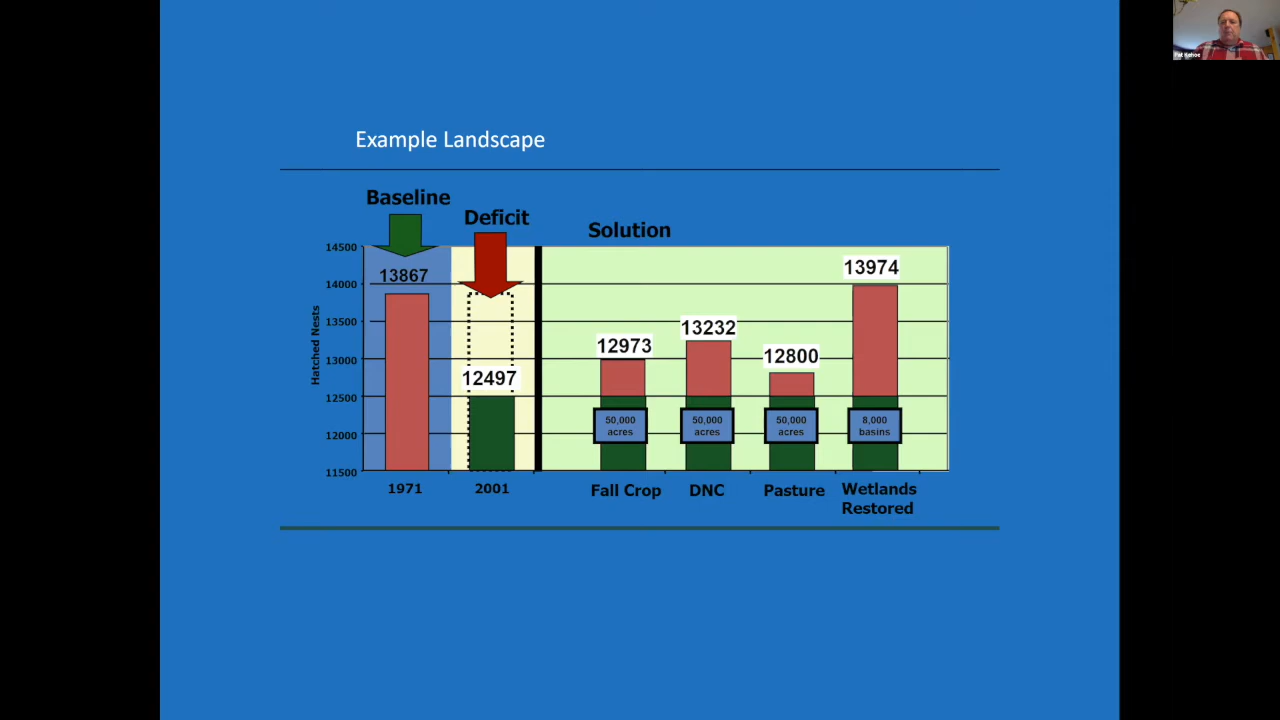 Pat Kehoe
Example Landscape
Baseline
Deficit
Solution
Hatched Nests
14500
14000
13500
13000
12500
12000
11500
13867
12497
12973
13232
12800
13974
50,000
acres
50,000
acres
50,000
acres
8,000
basins
1971
2001
Fall Crop
DNC
Pasture
Wetlands
Restored